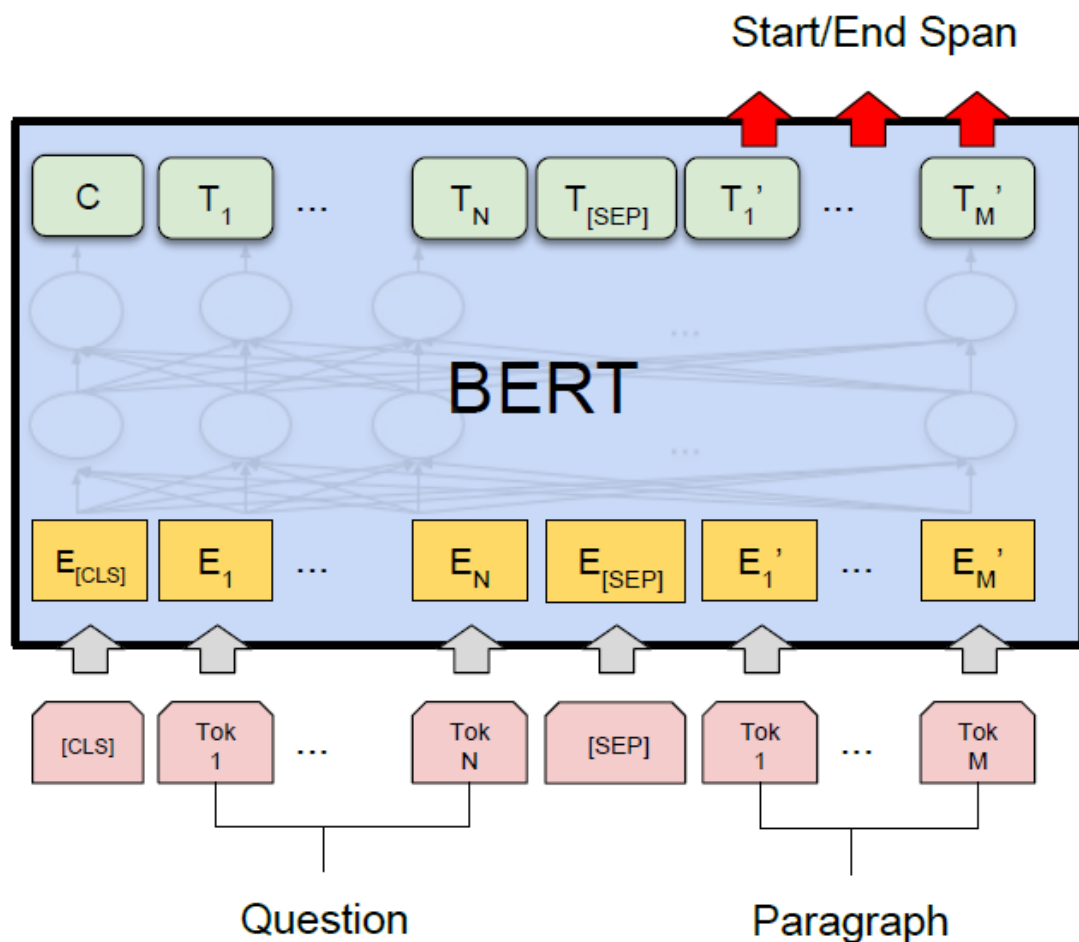 Start/End Span
C T1 ... TN T[SEP] T1' ... TM'
...
BERT
...
E[CLS] E1 ... EN E[SEP] E1' ... EM'
[CLS] Tok 1 ... Tok N [SEP] Tok 1 ... Tok M
Question Paragraph